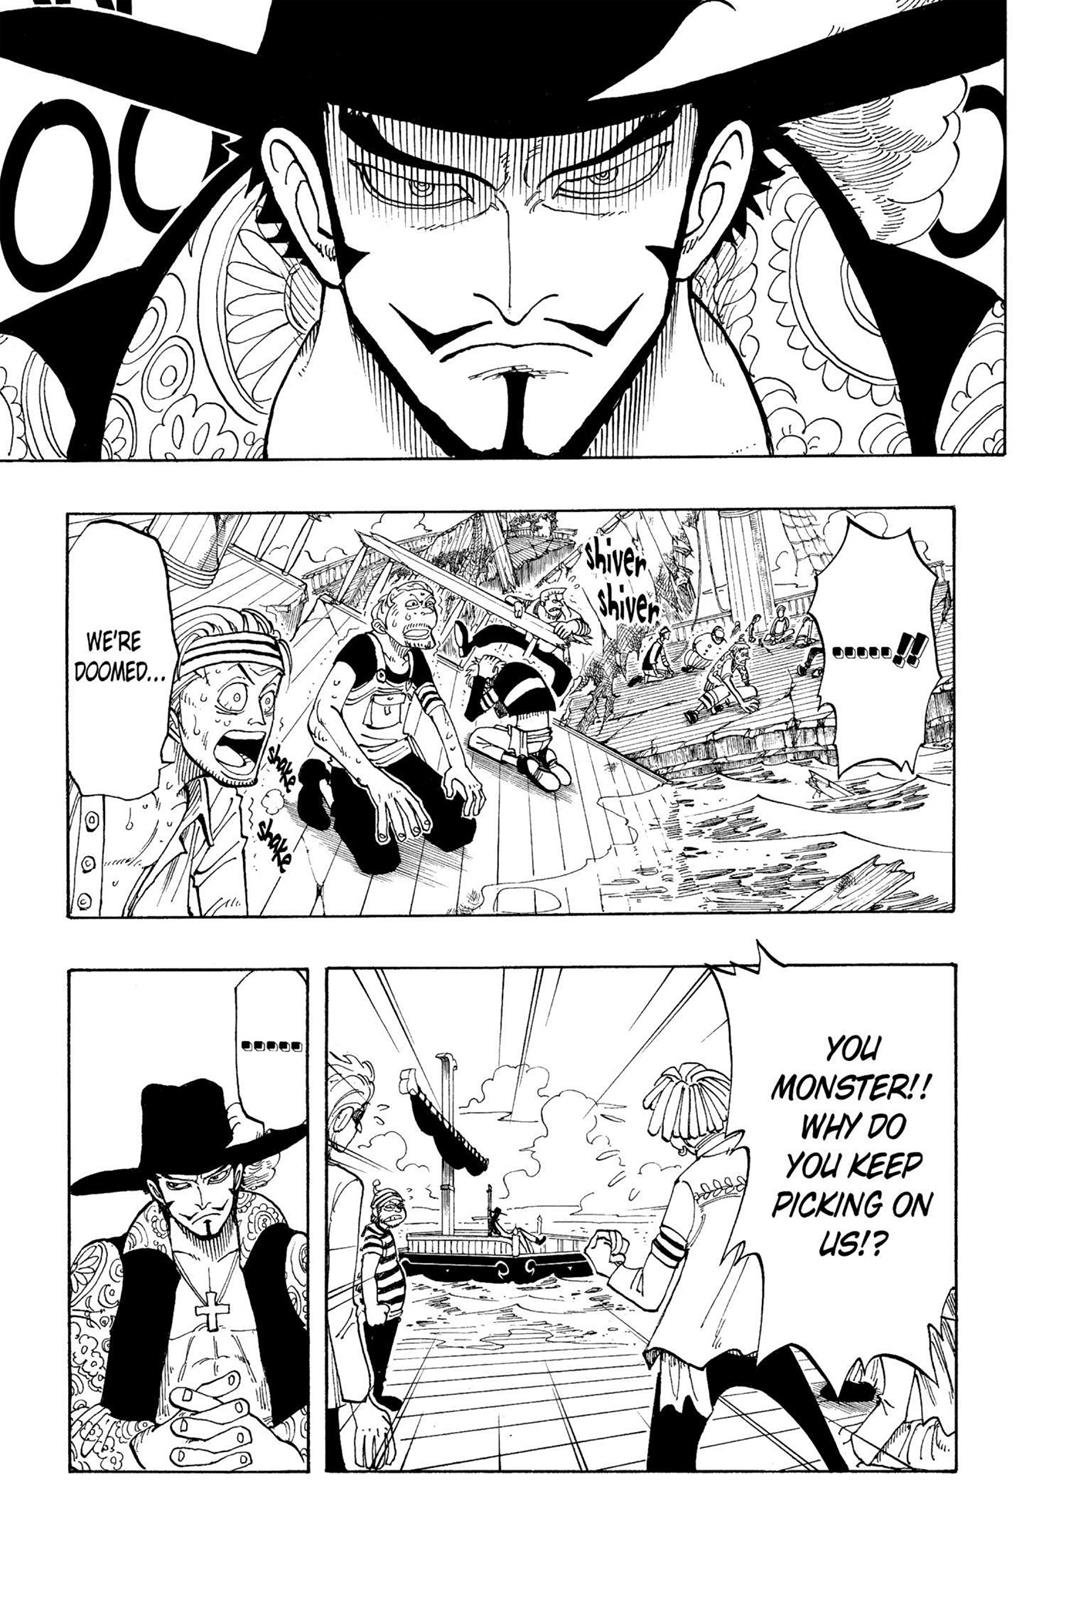 .....!!
shiver
shiver
WE'RE
DOOMED...
shake
shake
YOU
MONSTER!!
WHY DO
YOU KEEP
PICKING ON
US!?
.....